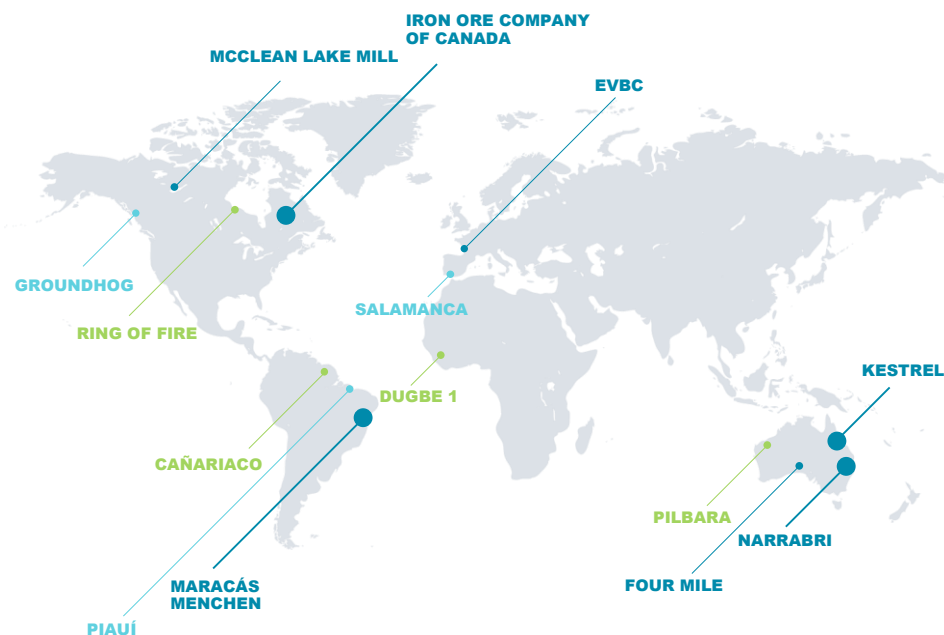 IRON ORE COMPANY
OF CANADA
MCCLEAN LAKE MILL
EVBC
GROUNDHOG
SALAMANCA
RING OF FIRE
KESTREL
DUGBE 1
CAÑARIACO
PILBARA
NARRABRI
MARACÁS
MENCHEN
FOUR MILE
PIAUÍ